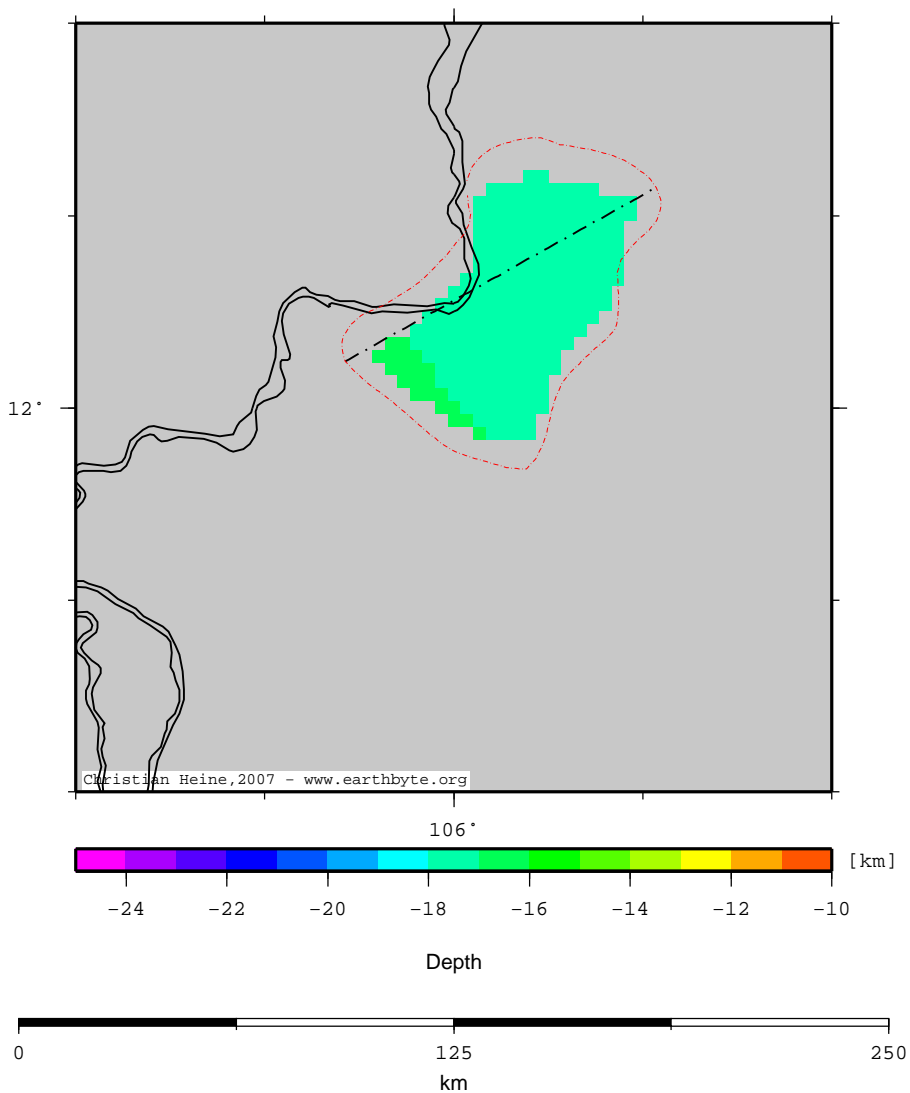 12°
Christian Heine,2007 - www.earthbyte.org
106°
[km]
-24 -22 -20 -18 -16 -14 -12 -10
Depth
0 125 250
km